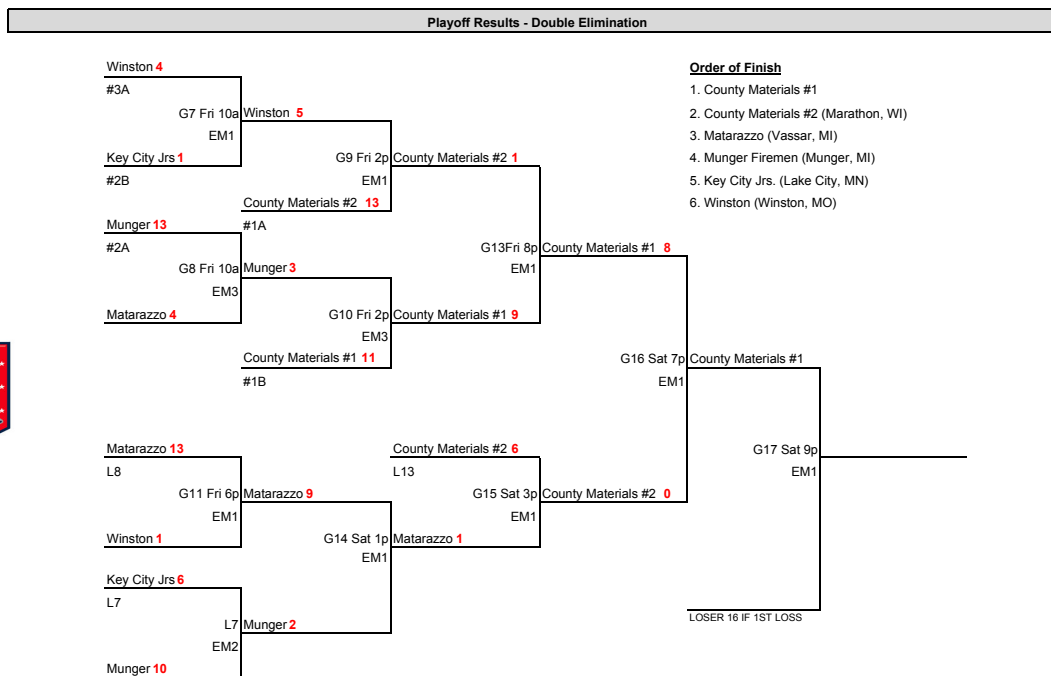 Playoff Results - Double Elimination
Winston 4
#3A
G7 Fri 10a Winston 5
EM1
Key City Jrs 1
#2B
G9 Fri 2p County Materials #2 1
EM1
County Materials #2 13
#1A
Munger 13
#2A
G8 Fri 10a Munger 3
EM3
Matarazzo 4
G10 Fri 2p County Materials #1 9
EM3
County Materials #1 11
#1B
G13Fri 8p County Materials #1 8
EM1
Order of Finish
1. County Materials #1
2. County Materials #2 (Marathon, WI)
3. Matarazzo (Vassar, MI)
4. Munger Firemen (Munger, MI)
5. Key City Jrs. (Lake City, MN)
6. Winston (Winston, MO)
G16 Sat 7p County Materials #1
EM1
Matarazzo 13
L8
G11 Fri 6p Matarazzo 9
EM1
Winston 1
County Materials #2 6
L13
G15 Sat 3p County Materials #2 0
EM1
G14 Sat 1p Matarazzo 1
EM1
G17 Sat 9p
EM1
Key City Jrs 6
L7
L7 Munger 2
EM2
Munger 10
LOSER 16 IF 1ST LOSS